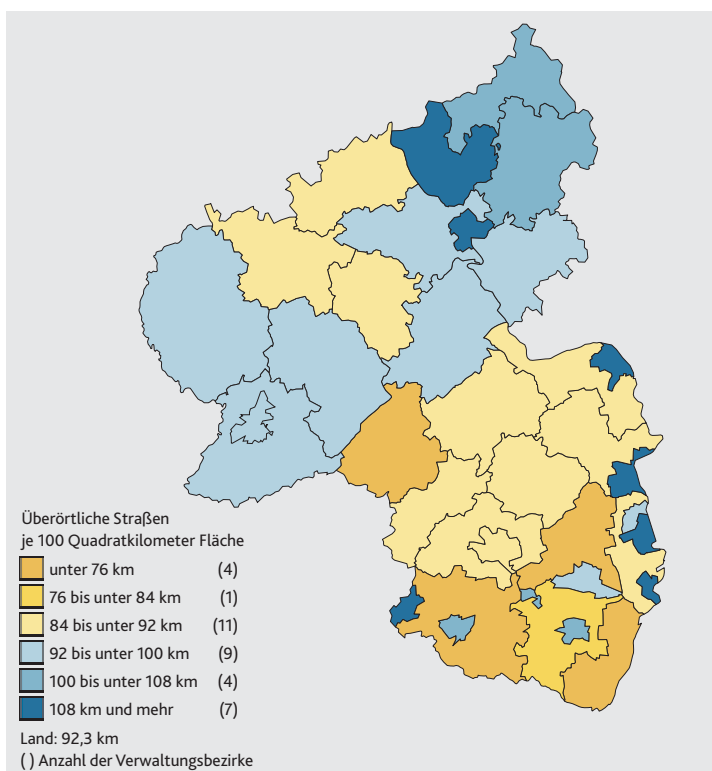 Überörtliche Straßen
je 100 Quadratkilometer Fläche
unter 76 km (4)
76 bis unter 84 km (1)
84 bis unter 92 km (11)
92 bis unter 100 km (9)
100 bis unter 108 km (4)
108 km und mehr (7)
Land: 92,3 km
( ) Anzahl der Verwaltungsbezirke